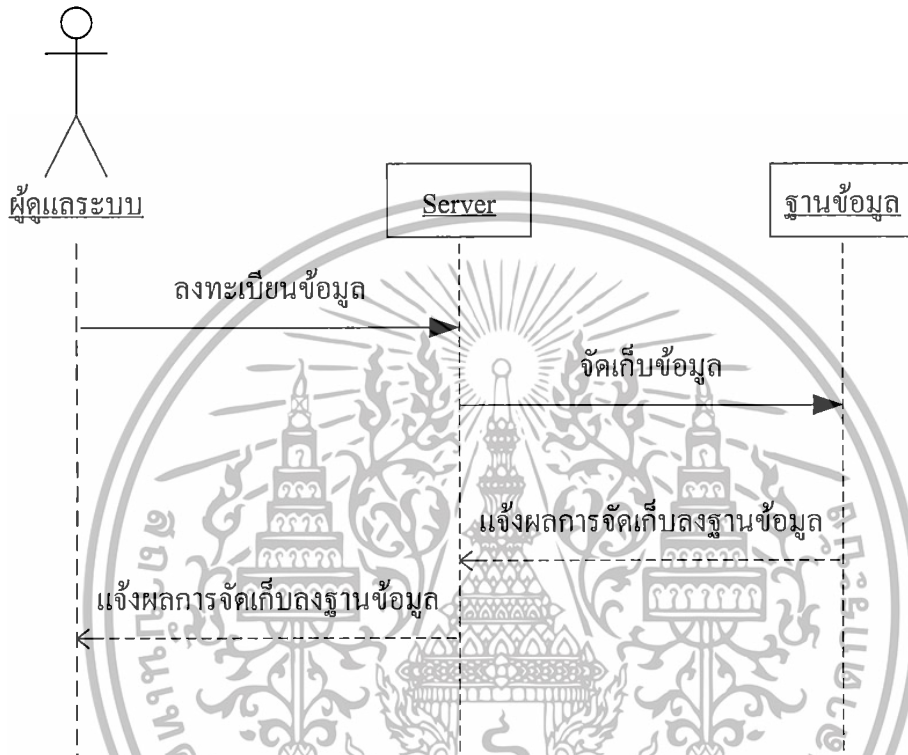 ผู้ดูแลระบบ
Server
ฐานข้อมูล
ลงทะเบียนข้อมูล
จัดเก็บข้อมูล
แจ้งผลการจัดเก็บลงฐานข้อมูล
แจ้งผลการจัดเก็บลงฐานข้อมูล